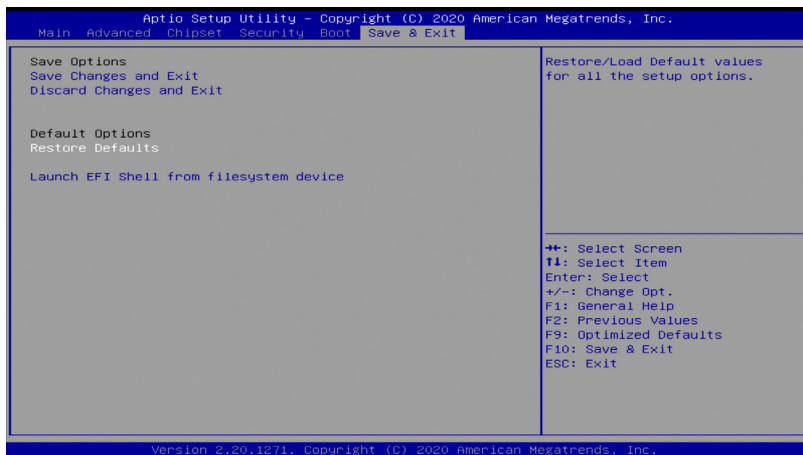 Aptio Setup Utility – Copyright (C) 2020 American Megatrends, Inc.
Main Advanced Chipset Security Boot Save & Exit
Save Options
Save Changes and Exit
Discard Changes and Exit
Default Options
Restore Defaults
Launch EFI Shell from filesystem device
Restore/Load Default values
for all the setup options.
→←: Select Screen
↑↓: Select Item
Enter: Select
+/-: Change Opt.
F1: General Help
F2: Previous Values
F9: Optimized Defaults
F10: Save & Exit
ESC: Exit
Version 2.20.1271. Copyright (C) 2020 American Megatrends, Inc.